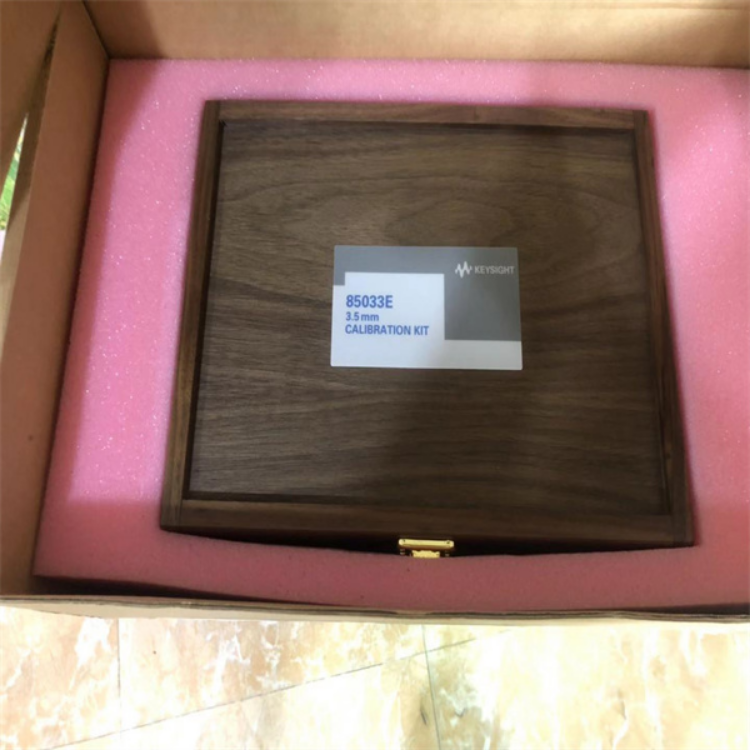 KEYSIGHT
85033E
3.5 mm
CALIBRATION KIT